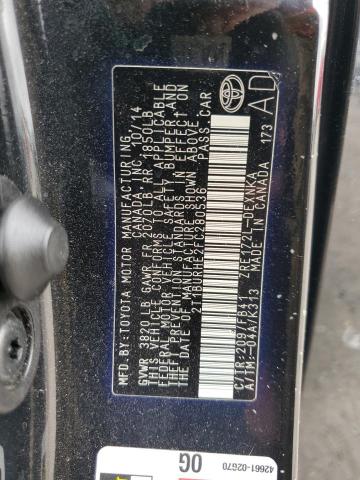 MFD. BY: TOYOTA MOTOR MANUFACTURING
CANADA, INC. 10/14
GVWR 3820 LB GAWR FR 2020LB RR 1850LB
THIS VEHICLE CONFORMS TO ALL APPLICABLE
FEDERAL MOTOR VEHICLE SAFETY, BUMPER AND
THEFT PREVENTION STANDARDS IN EFFECT ON
THE DATE OF MANUFACTURE SHOWN ABOVE.
2T1BURHE2FC280536 PASS. CAR
C/TR: 209/FB41 ZRE172L-DEXNKA
A/TM: -04A/K313 MADE IN CANADA 173
AD
0G
42661-02G70